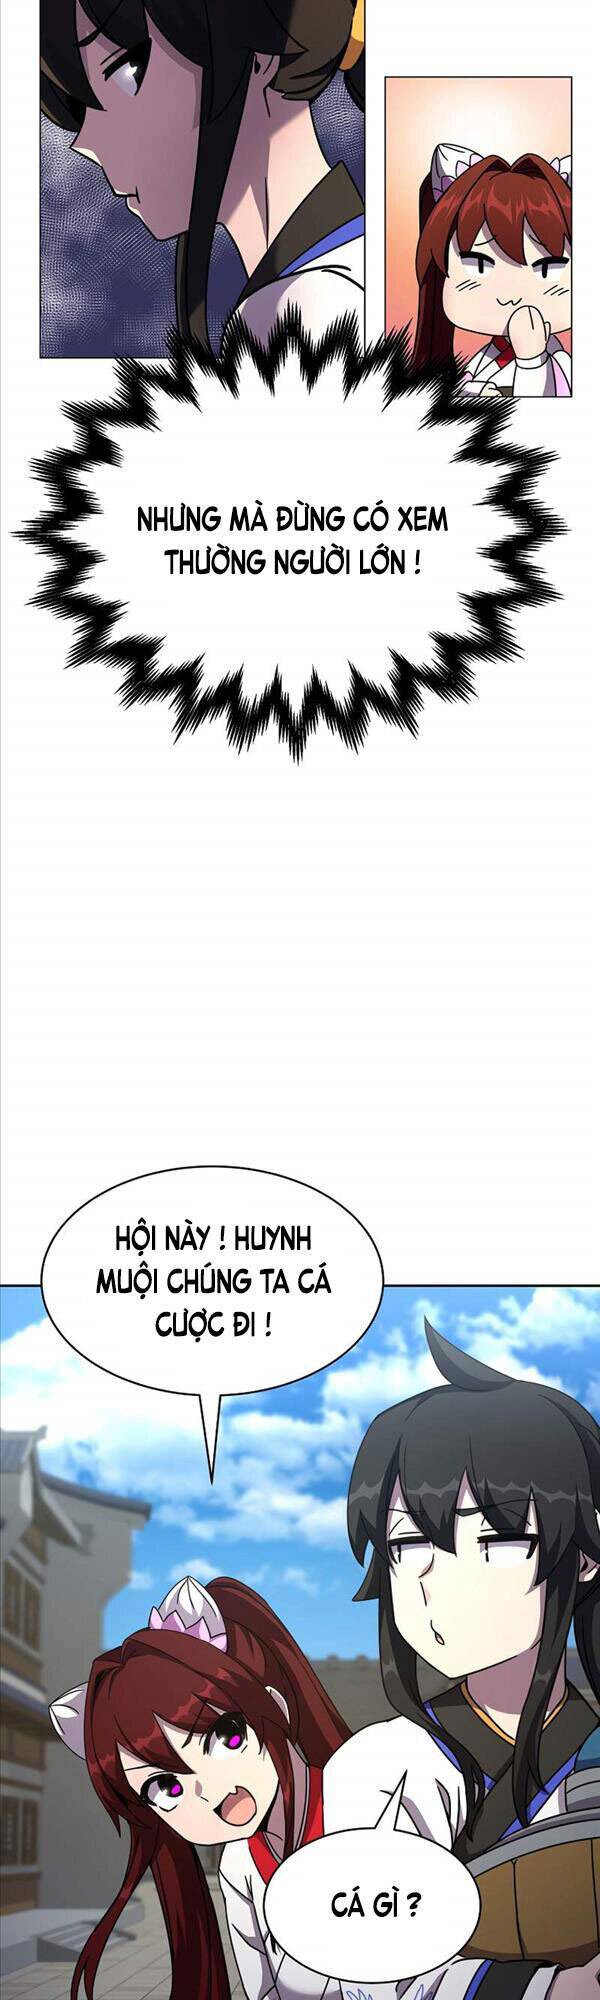 NHƯNG MÀ ĐỪNG CÓ XEM
THƯỜNG NGƯỜI LỚN !
HỘI NÀY ! HUYNH
MUỘI CHÚNG TA CÁ
CƯỢC ĐI !
CÁ GÌ ?